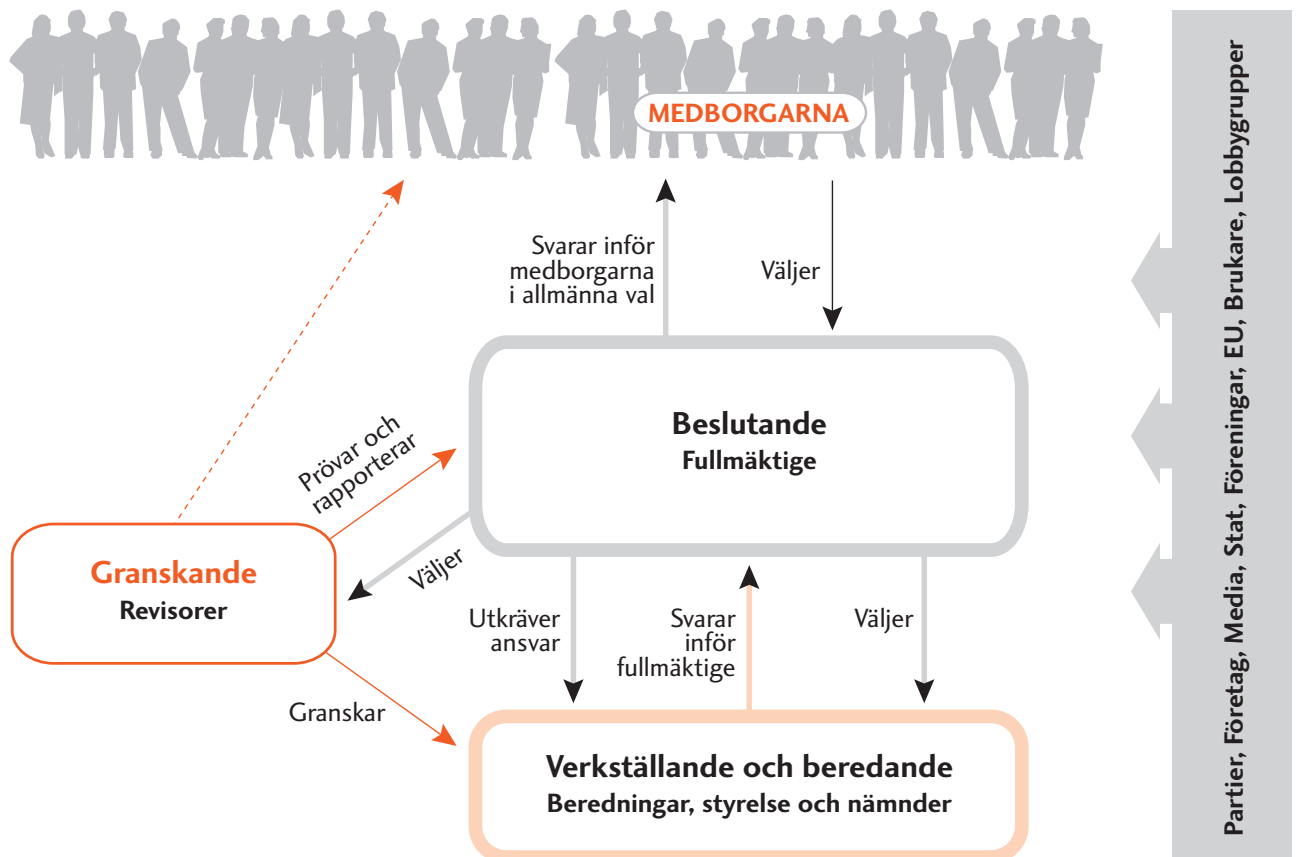 MEDBORGARNA
Svarar inför
medborgarna
i allmänna val
Väljer
Beslutande
Fullmäktige
Prövar och
rapporterar
Väljer
Granskande
Revisorer
Utkräver
ansvar
Svarar
inför
fullmäktige
Väljer
Granskar
Verkställande och beredande
Beredningar, styrelse och nämnder
Partier, Företag, Media, Stat, Föreningar, EU, Brukare, Lobbygrupper